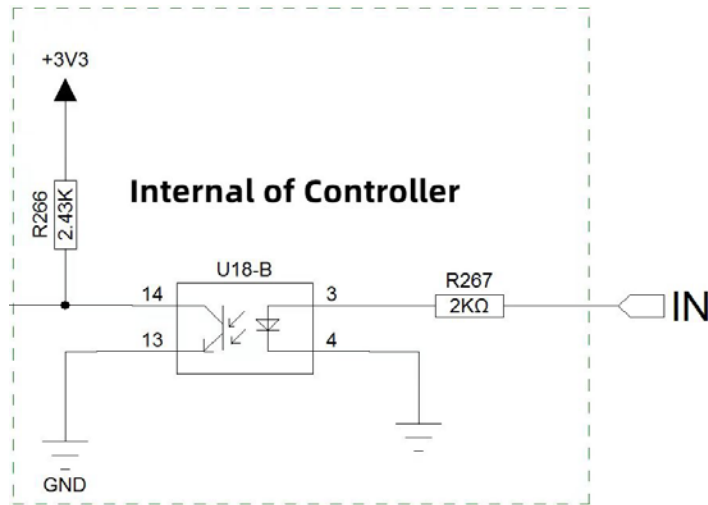 +3V3
R266
2.43K
Internal of Controller
U18-B
14
3
13
4
R267
2KΩ
IN
GND